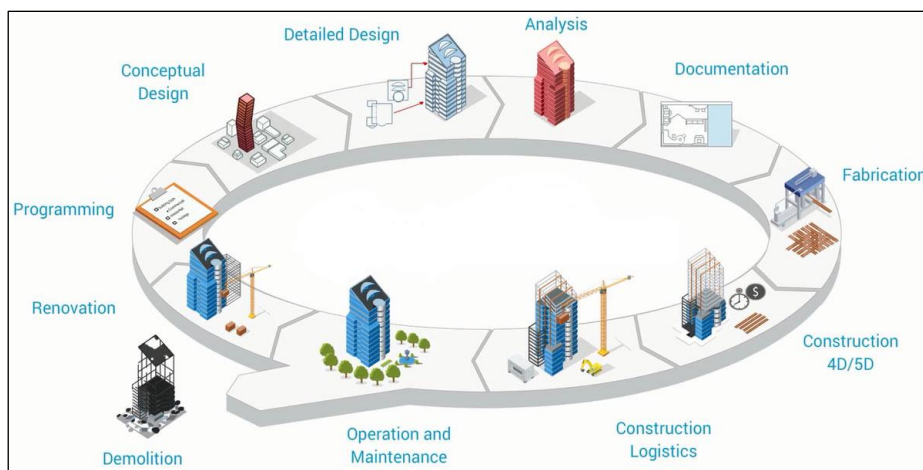 Detailed Design
Analysis
Conceptual
Design
Documentation
Programming
Fabrication
Renovation
Construction
4D/5D
Demolition
Operation and
Maintenance
Construction
Logistics
S